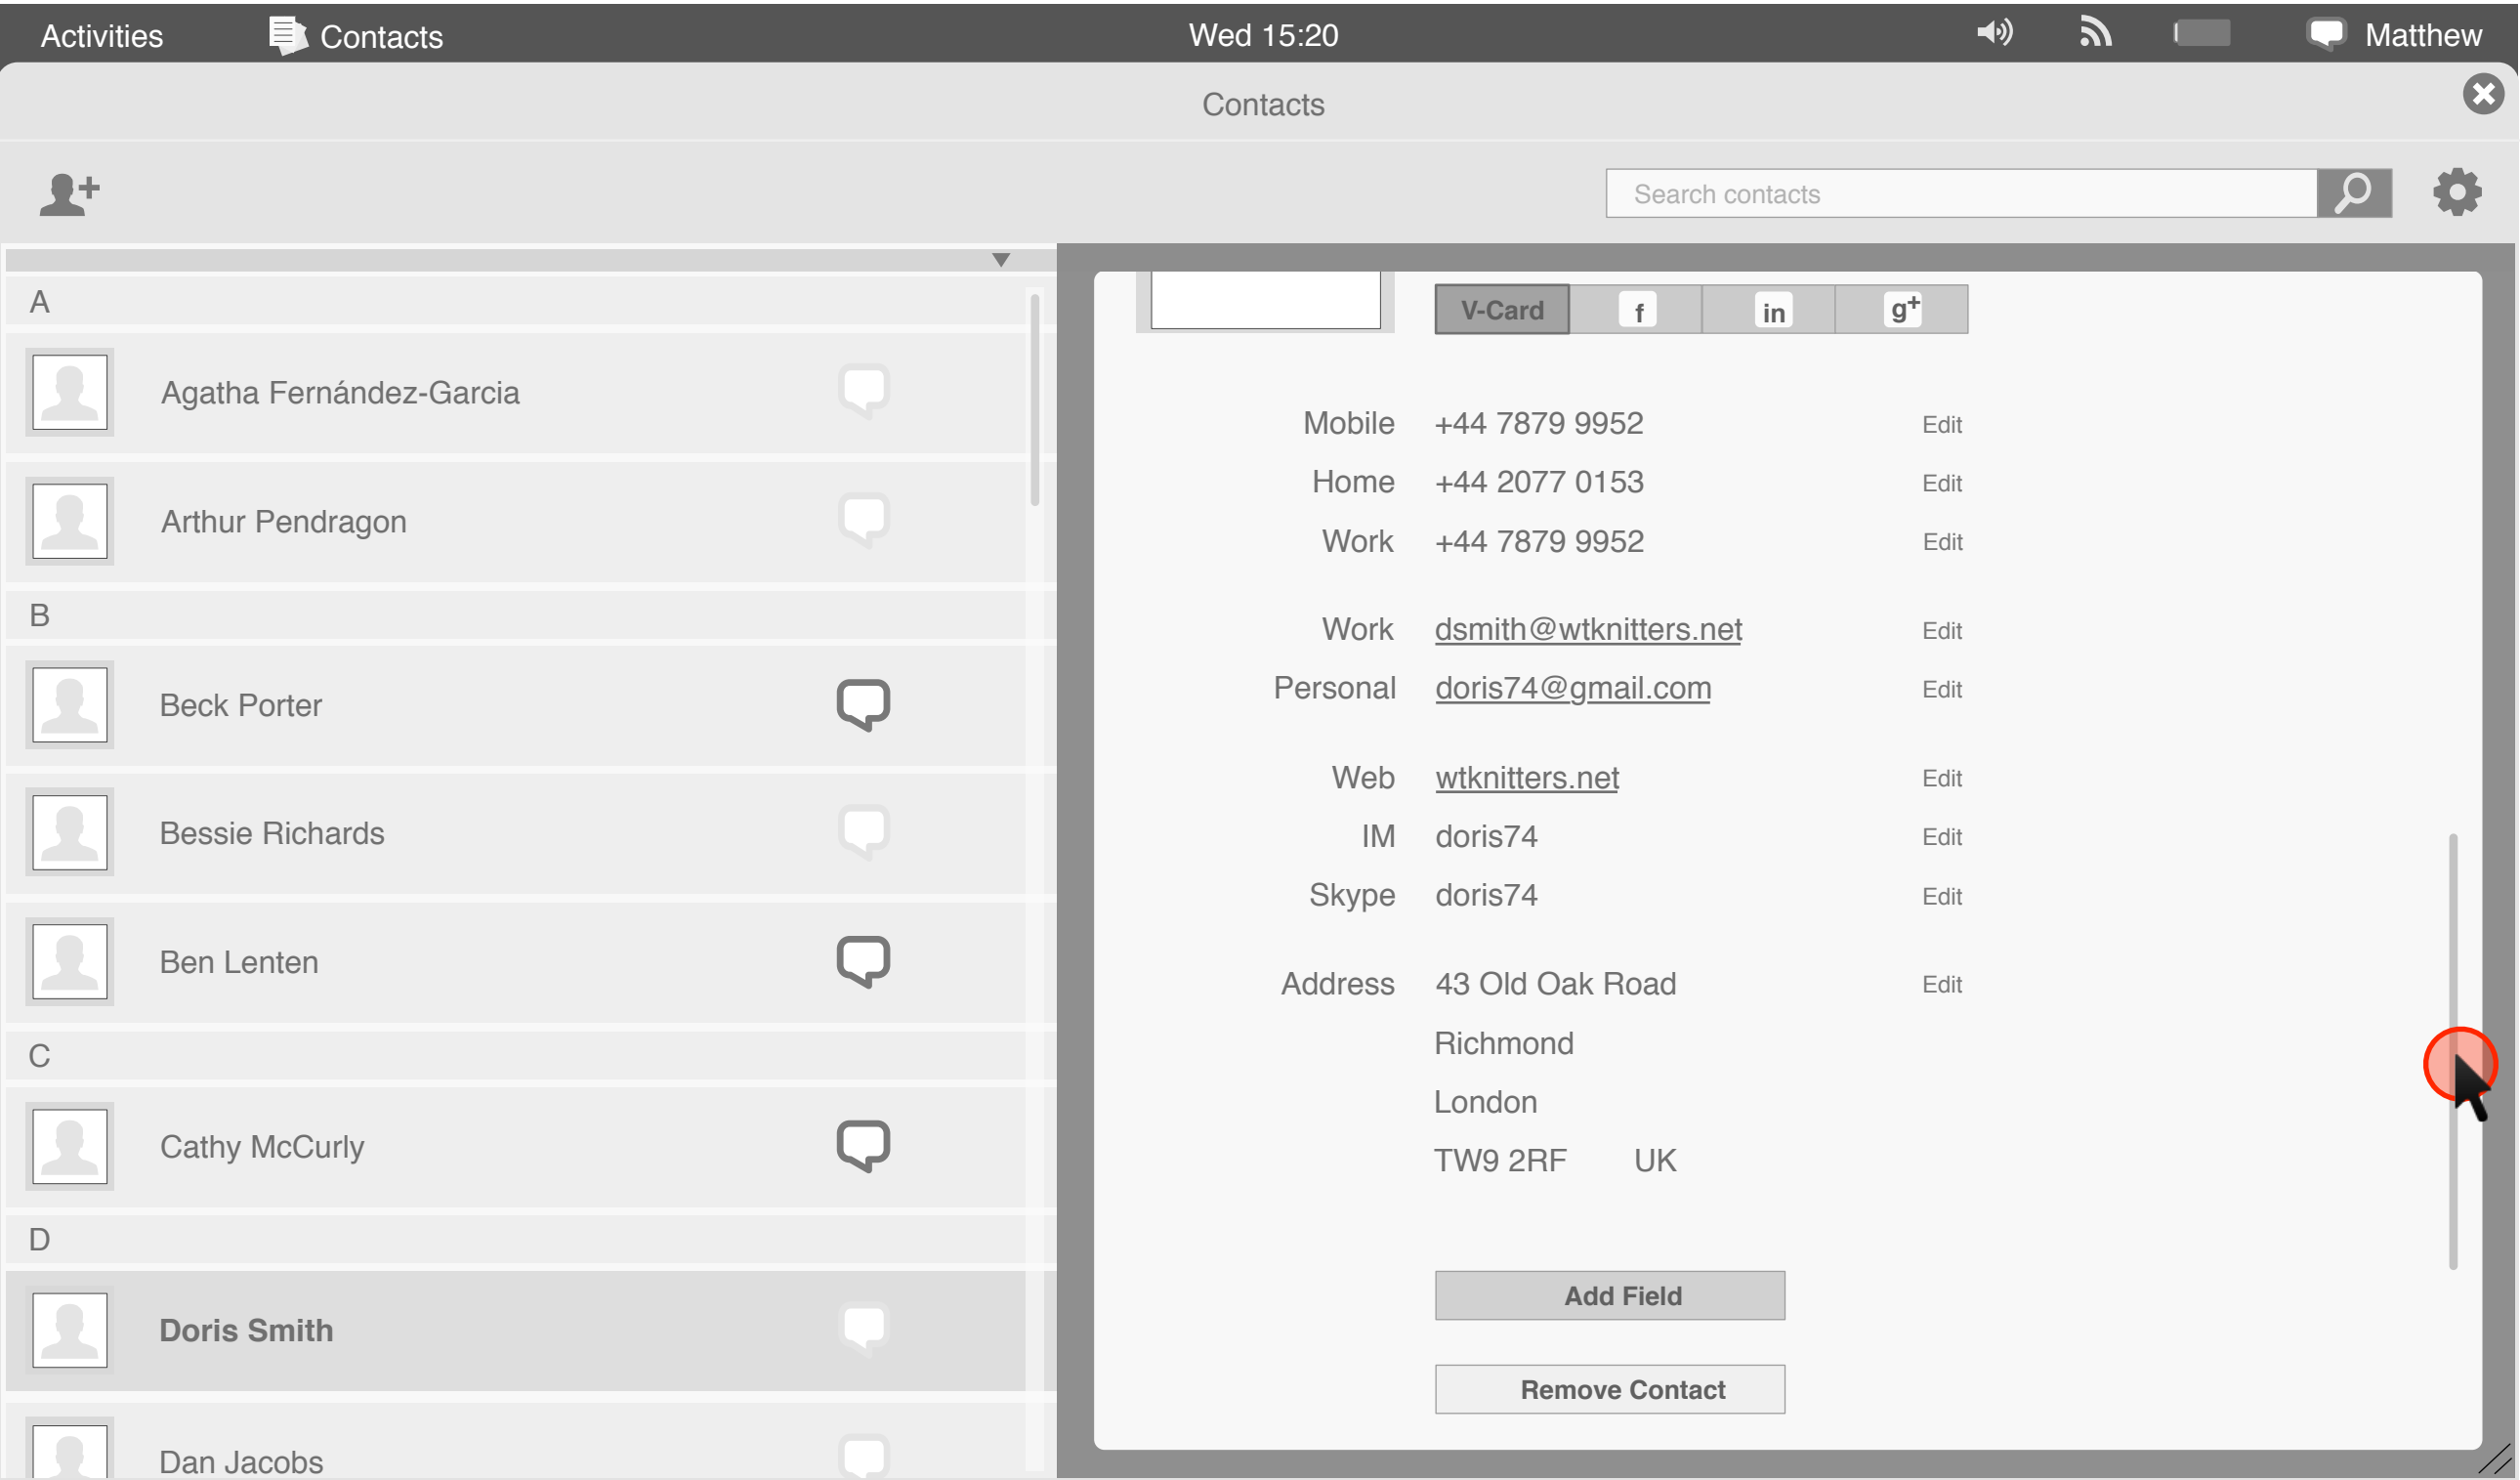 Activities
Contacts
Wed 15:20
Matthew
Contacts
Search contacts
A
Agatha Fernández-Garcia
Arthur Pendragon
B
Beck Porter
Bessie Richards
Ben Lenten
C
Cathy McCurly
D
Doris Smith
Dan Jacobs
V-Card f in g+
Mobile +44 7879 9952 Edit
Home +44 2077 0153 Edit
Work +44 7879 9952 Edit
Work dsmith@wtknitters.net Edit
Personal doris74@gmail.com Edit
Web wtknitters.net Edit
IM doris74 Edit
Skype doris74 Edit
Address 43 Old Oak Road Edit
Richmond
London
TW9 2RF UK
Add Field
Remove Contact